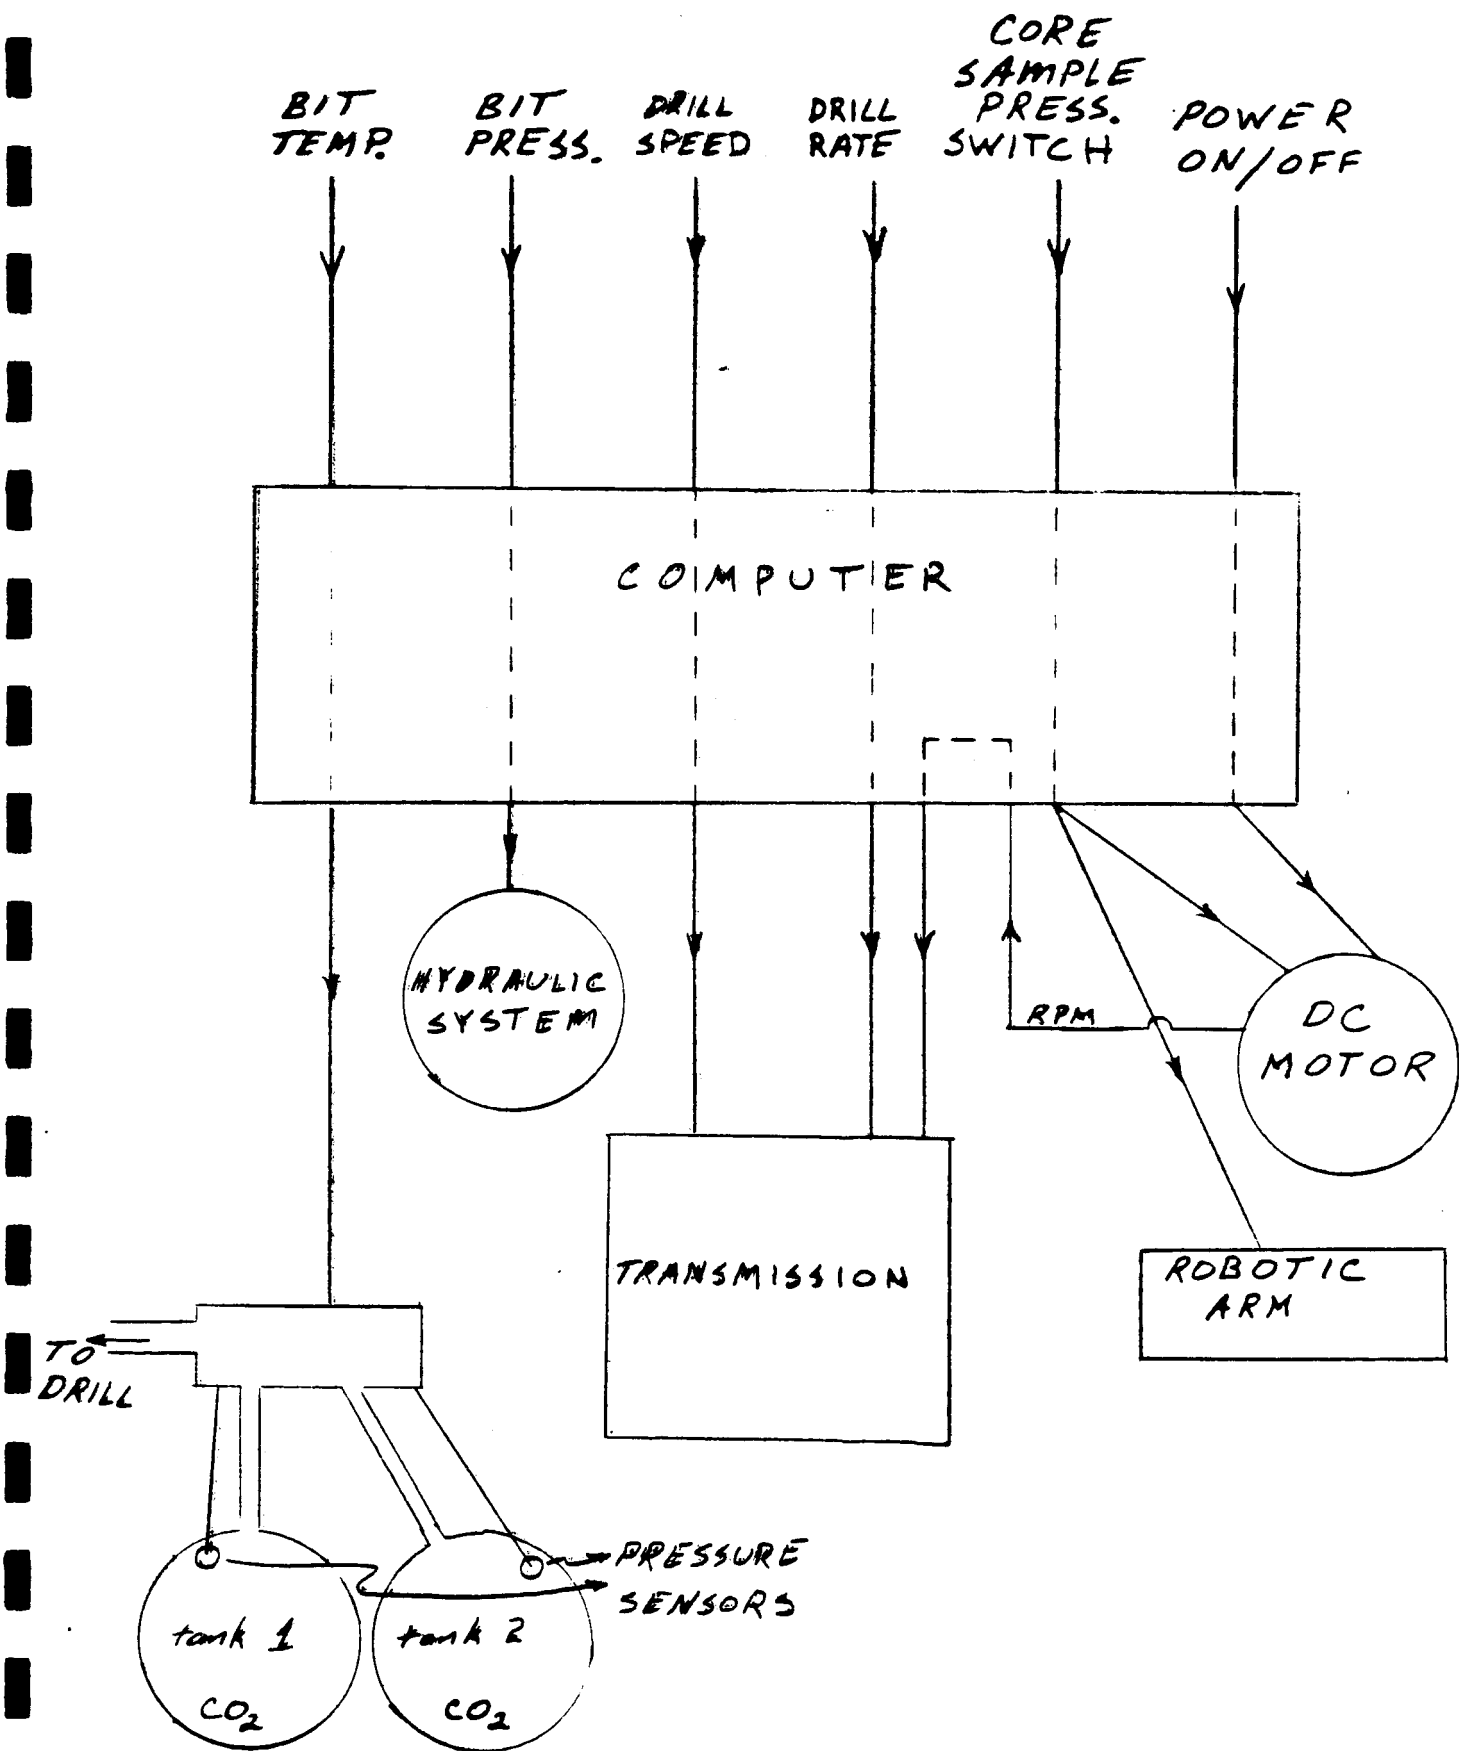 BIT
TEMP.
BIT
PRESS.
DRILL
SPEED
DRILL
RATE
CORE
SAMPLE
PRESS.
SWITCH
POWER
ON/OFF
COMPUTER
HYDRAULIC
SYSTEM
RPM
DC
MOTOR
TRANSMISSION
ROBOTIC
ARM
TO
DRILL
PRESSURE
SENSORS
tank 1
CO₂
tank 2
CO₂